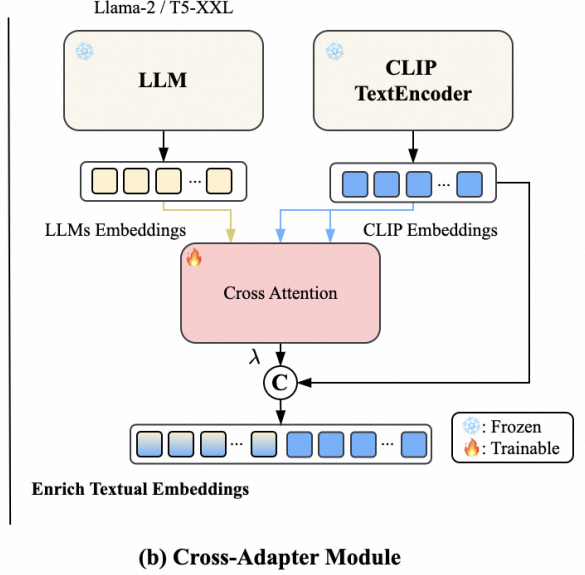 Llama-2 / T5-XXL
LLM
CLIP
TextEncoder
...
...
LLMs Embeddings
CLIP Embeddings
Cross Attention
λ
C
...
...
: Frozen
: Trainable
Enrich Textual Embeddings
(b) Cross-Adapter Module